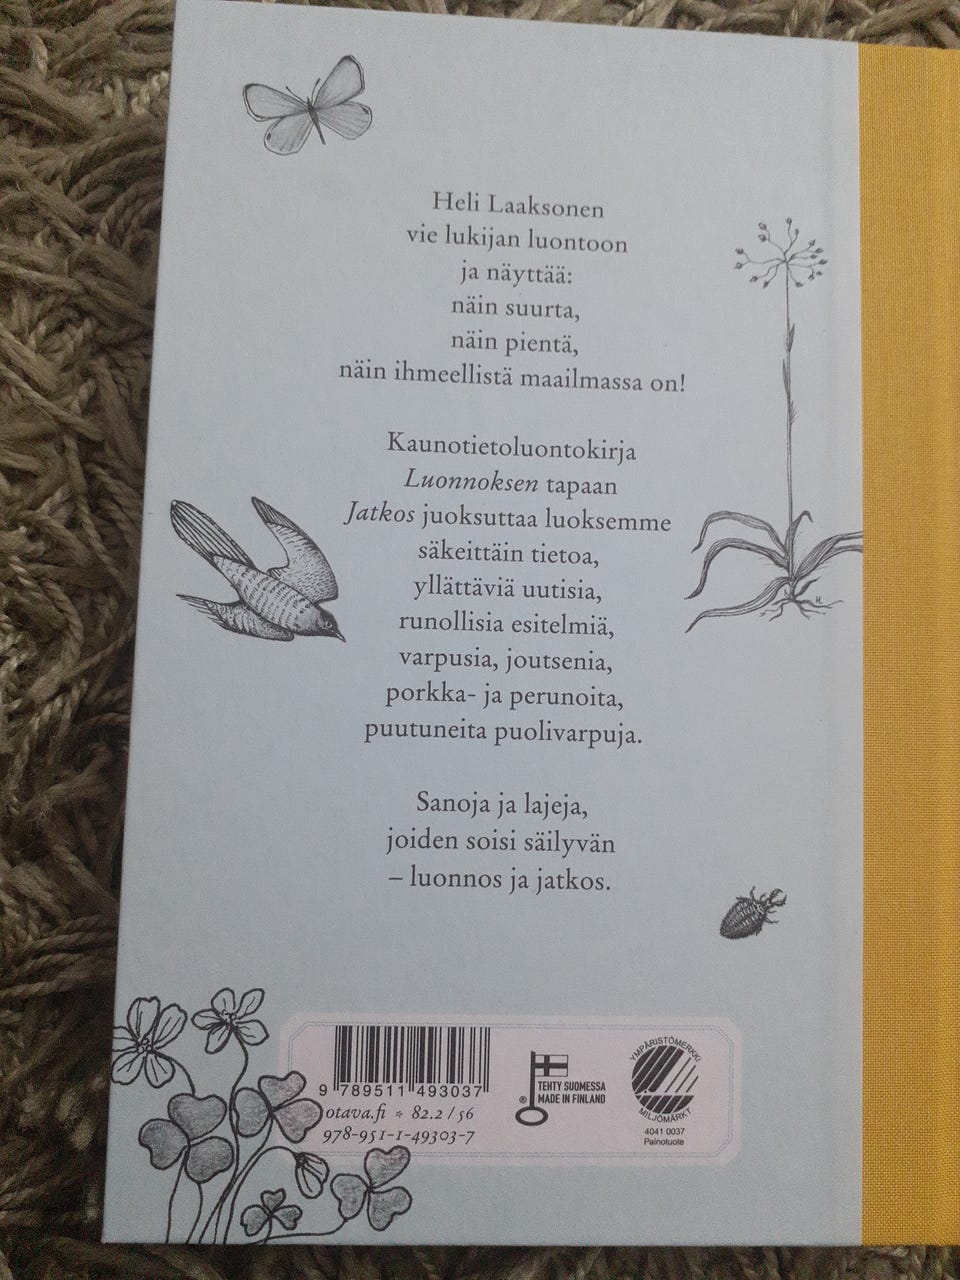 Heli Laaksonen
vie lukijan luontoon
ja näyttää:
näin suurta,
näin pientä,
näin ihmeellistä maailmassa on!
Kaunotietoluontokirja
Luonnoksen tapaan
Jatkos juoksuttaa luoksemme
säkeittäin tietoa,
yllättäviä uutisia,
runollisia esitelmiä,
varpusia, joutsenia,
porkka- ja perunoita,
puutuneita puolivarpuja.
Sanoja ja lajeja,
joiden soisi säilyvän
– luonnos ja jatkos.
HL
9 789511 493037
otava.fi * 82.2 / 56
978-951-1-49303-7
® TEHTY SUOMESSA
MADE IN FINLAND
YMPÄRISTÖMERKKI
MILJÖMÄRKT
4041 0037
Painotuote